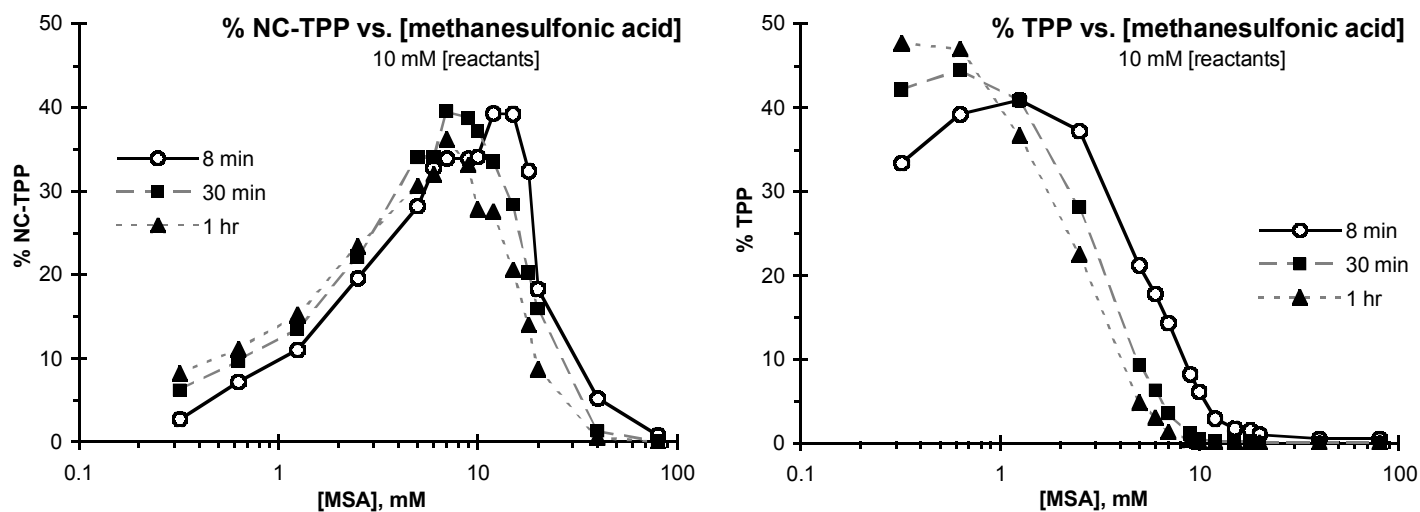 % NC-TPP vs. [methanesulfonic acid]
10 mM [reactants]
50
40
30
20
10
0
% NC-TPP
8 min
30 min
1 hr
0.1
1
10
100
[MSA], mM
% TPP vs. [methanesulfonic acid]
10 mM [reactants]
50
40
30
20
10
0
% TPP
8 min
30 min
1 hr
0.1
1
10
100
[MSA], mM